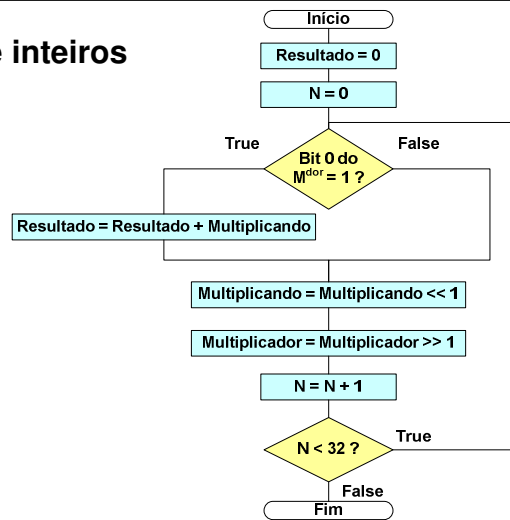 Início
e inteiros
Resultado = 0
N = 0
True
False
Bit 0 do
Mdor = 1 ?
Resultado = Resultado + Multiplicando
Multiplicando = Multiplicando << 1
Multiplicador = Multiplicador >> 1
N = N + 1
N < 32 ?
True
False
Fim